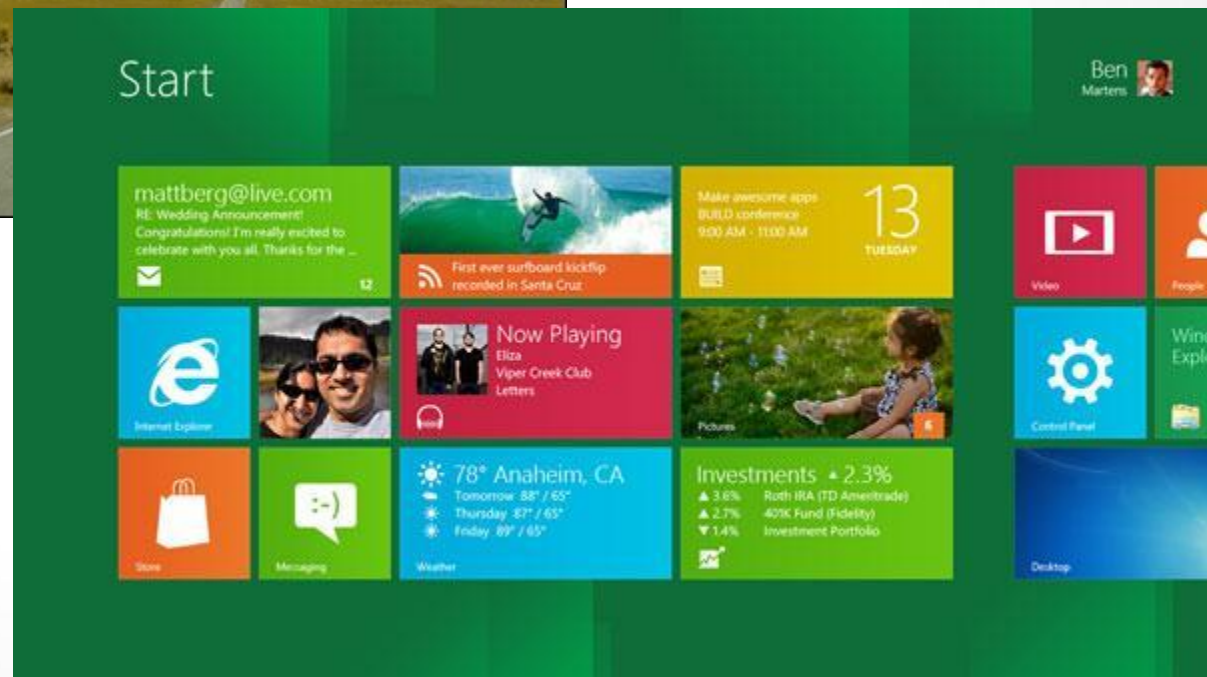 Start
Ben
Martens
mattberg@live.com
RE: Wedding Announcement!
Congratulations! I'm really excited to
celebrate with you all. Thanks for the ...
12
First ever surfboard kickflip
recorded in Santa Cruz
Make awesome apps
BUILD conference
9:00 AM - 11:00 AM
13
TUESDAY
Video
People
Internet Explorer
Now Playing
Eliza
Viper Creek Club
Letters
Pictures
6
Control Panel
Wind
Explo
Store
:-)
Messaging
78° Anaheim, CA
Tomorrow 88° / 65°
Thursday 87° / 65°
Friday 89° / 65°
Weather
Investments ▲ 2.3%
▲ 3.6% Roth IRA (TD Ameritrade)
▲ 2.7% 401K Fund (Fidelity)
▼ 1.4% Investment Portfolio
Desktop